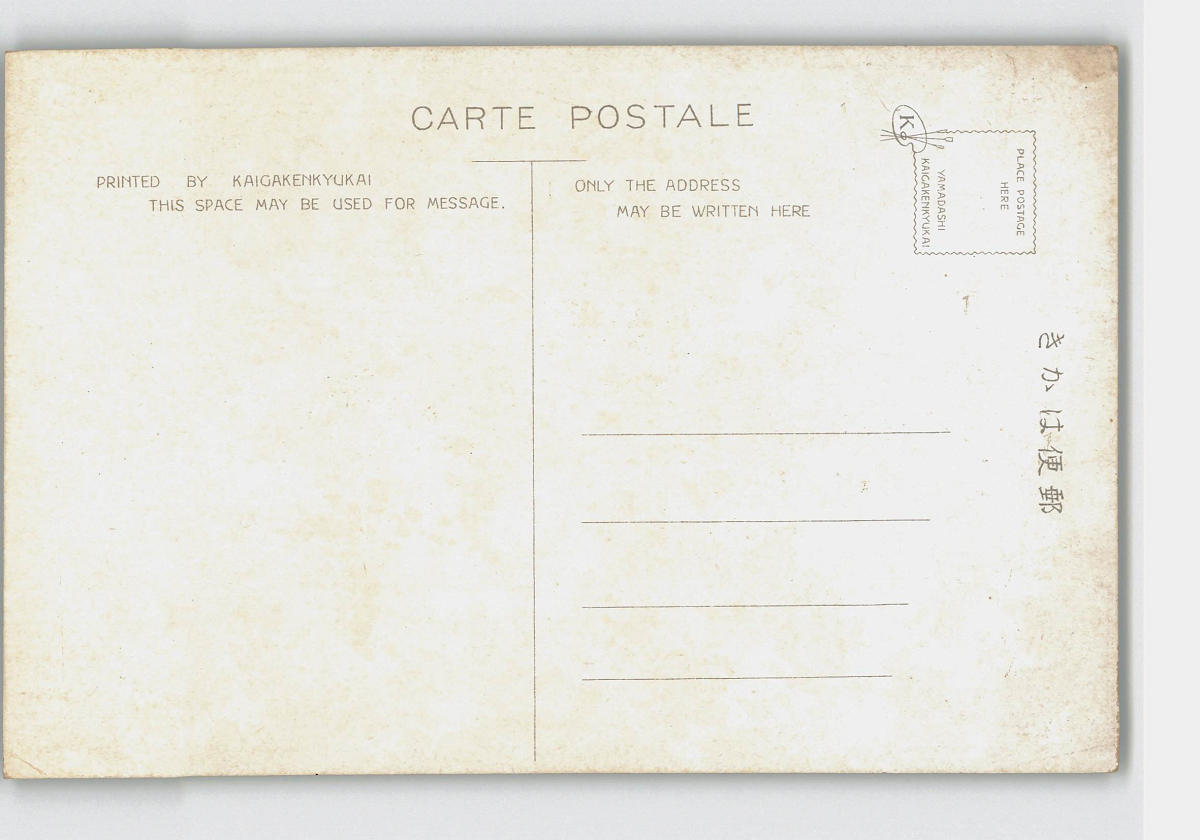 CARTE POSTALE
PRINTED BY KAIGAKENKYUKAI
THIS SPACE MAY BE USED FOR MESSAGE.
ONLY THE ADDRESS
MAY BE WRITTEN HERE
K
PLACE POSTAGE
HERE
YAMADASHI
KAIGAKENKYUKAI
きかは便郵